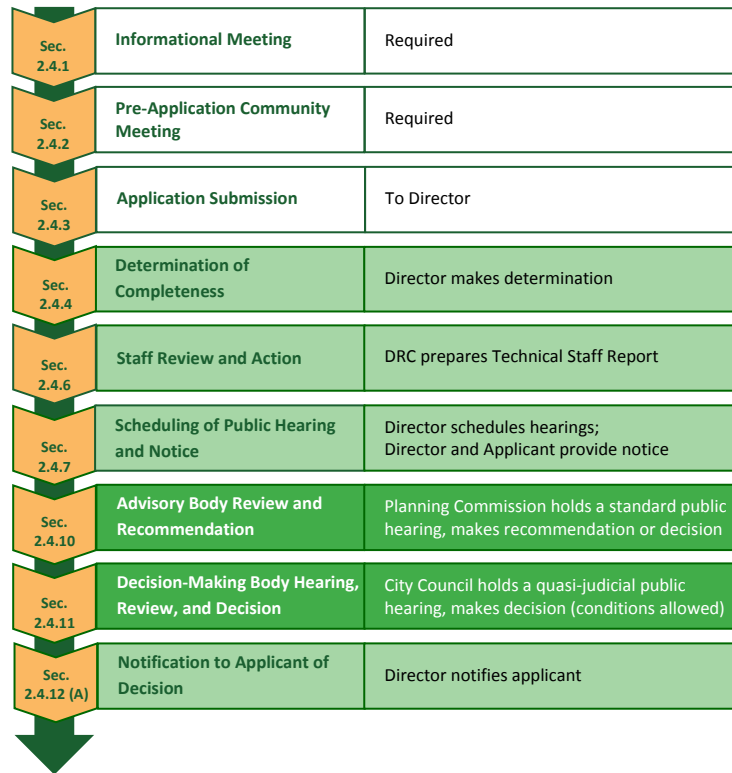 Sec.
2.4.1
Informational Meeting
Required
Sec.
2.4.2
Pre-Application Community
Meeting
Required
Sec.
2.4.3
Application Submission
To Director
Sec.
2.4.4
Determination of
Completeness
Director makes determination
Sec.
2.4.6
Staff Review and Action
DRC prepares Technical Staff Report
Sec.
2.4.7
Scheduling of Public Hearing
and Notice
Director schedules hearings;
Director and Applicant provide notice
Sec.
2.4.10
Advisory Body Review and
Recommendation
Planning Commission holds a standard public
hearing, makes recommendation or decision
Sec.
2.4.11
Decision-Making Body Hearing,
Review, and Decision
City Council holds a quasi-judicial public
hearing, makes decision (conditions allowed)
Sec.
2.4.12 (A)
Notification to Applicant of
Decision
Director notifies applicant